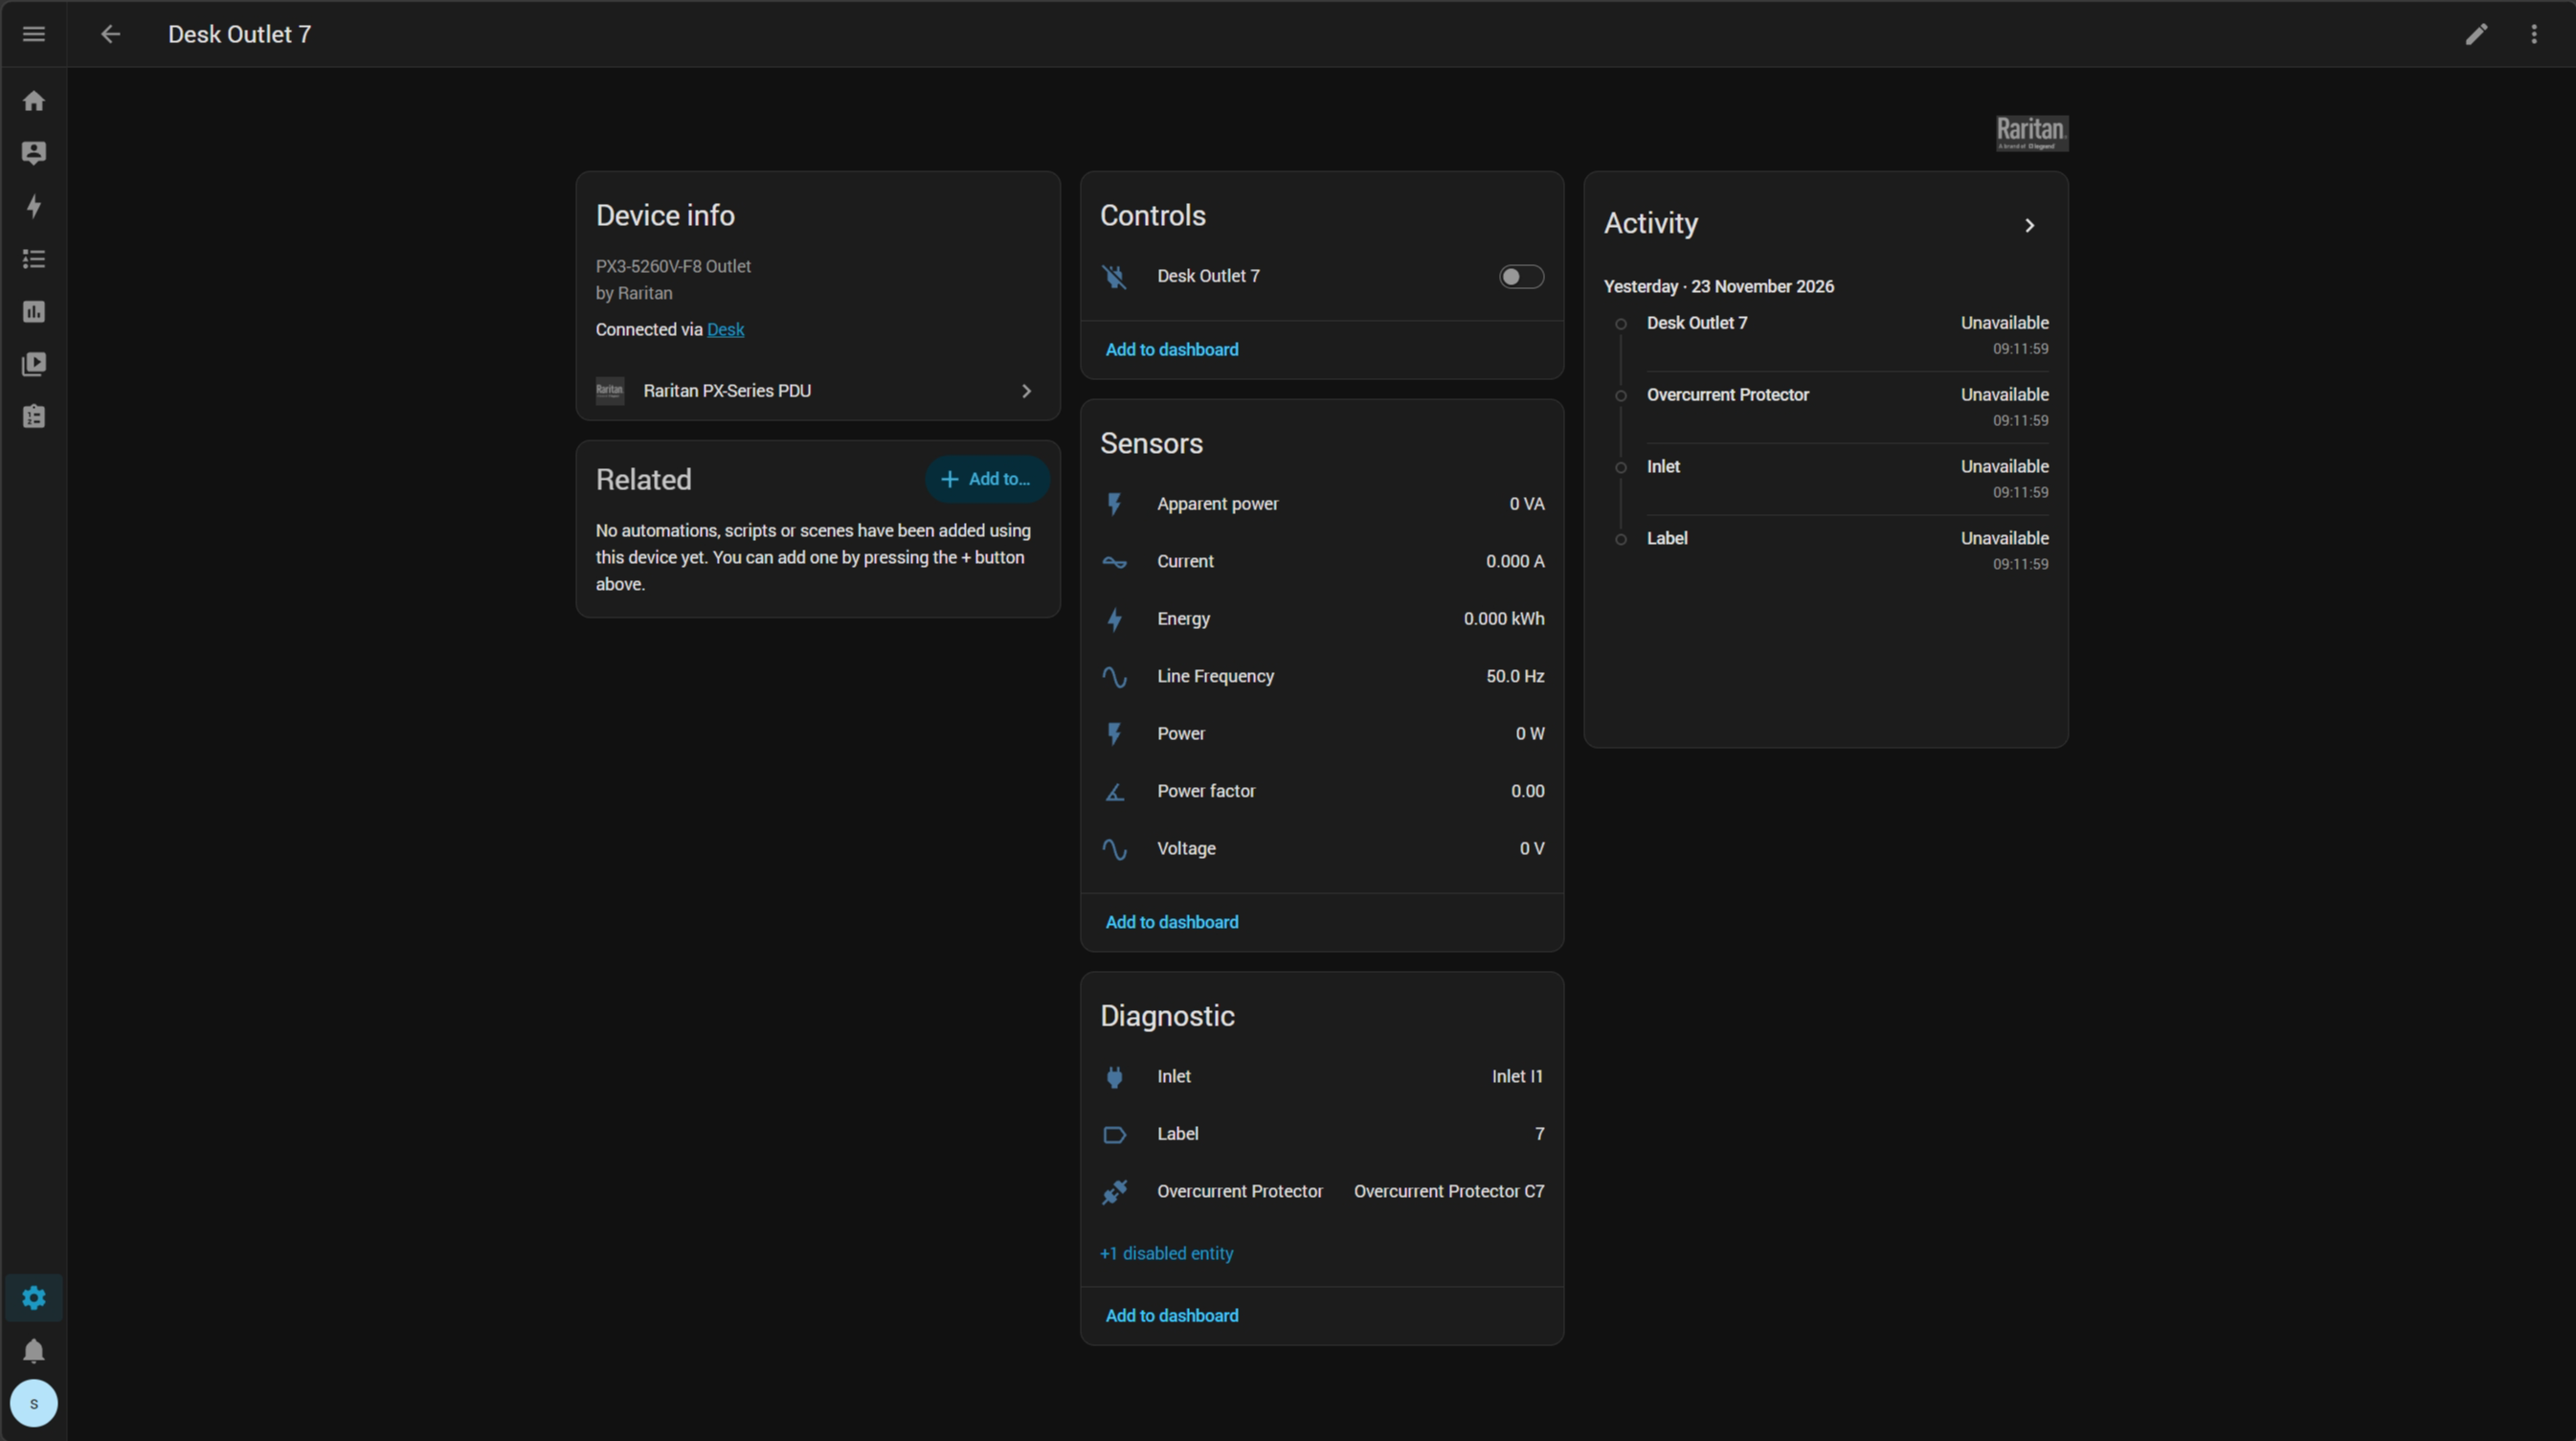 Desk Outlet 7
Raritan.
A brand of legrand
Device info
PX3-5260V-F8 Outlet
by Raritan
Connected via Desk
Raritan
Raritan PX-Series PDU
Related
+ Add to...
No automations, scripts or scenes have been added using
this device yet. You can add one by pressing the + button
above.
Controls
Desk Outlet 7
Add to dashboard
Sensors
Apparent power 0 VA
Current 0.000 A
Energy 0.000 kWh
Line Frequency 50.0 Hz
Power 0 W
Power factor 0.00
Voltage 0 V
Add to dashboard
Diagnostic
Inlet Inlet I1
Label 7
Overcurrent Protector Overcurrent Protector C7
+1 disabled entity
Add to dashboard
Activity
Yesterday · 23 November 2026
Desk Outlet 7 Unavailable
09:11:59
Overcurrent Protector Unavailable
09:11:59
Inlet Unavailable
09:11:59
Label Unavailable
09:11:59
s